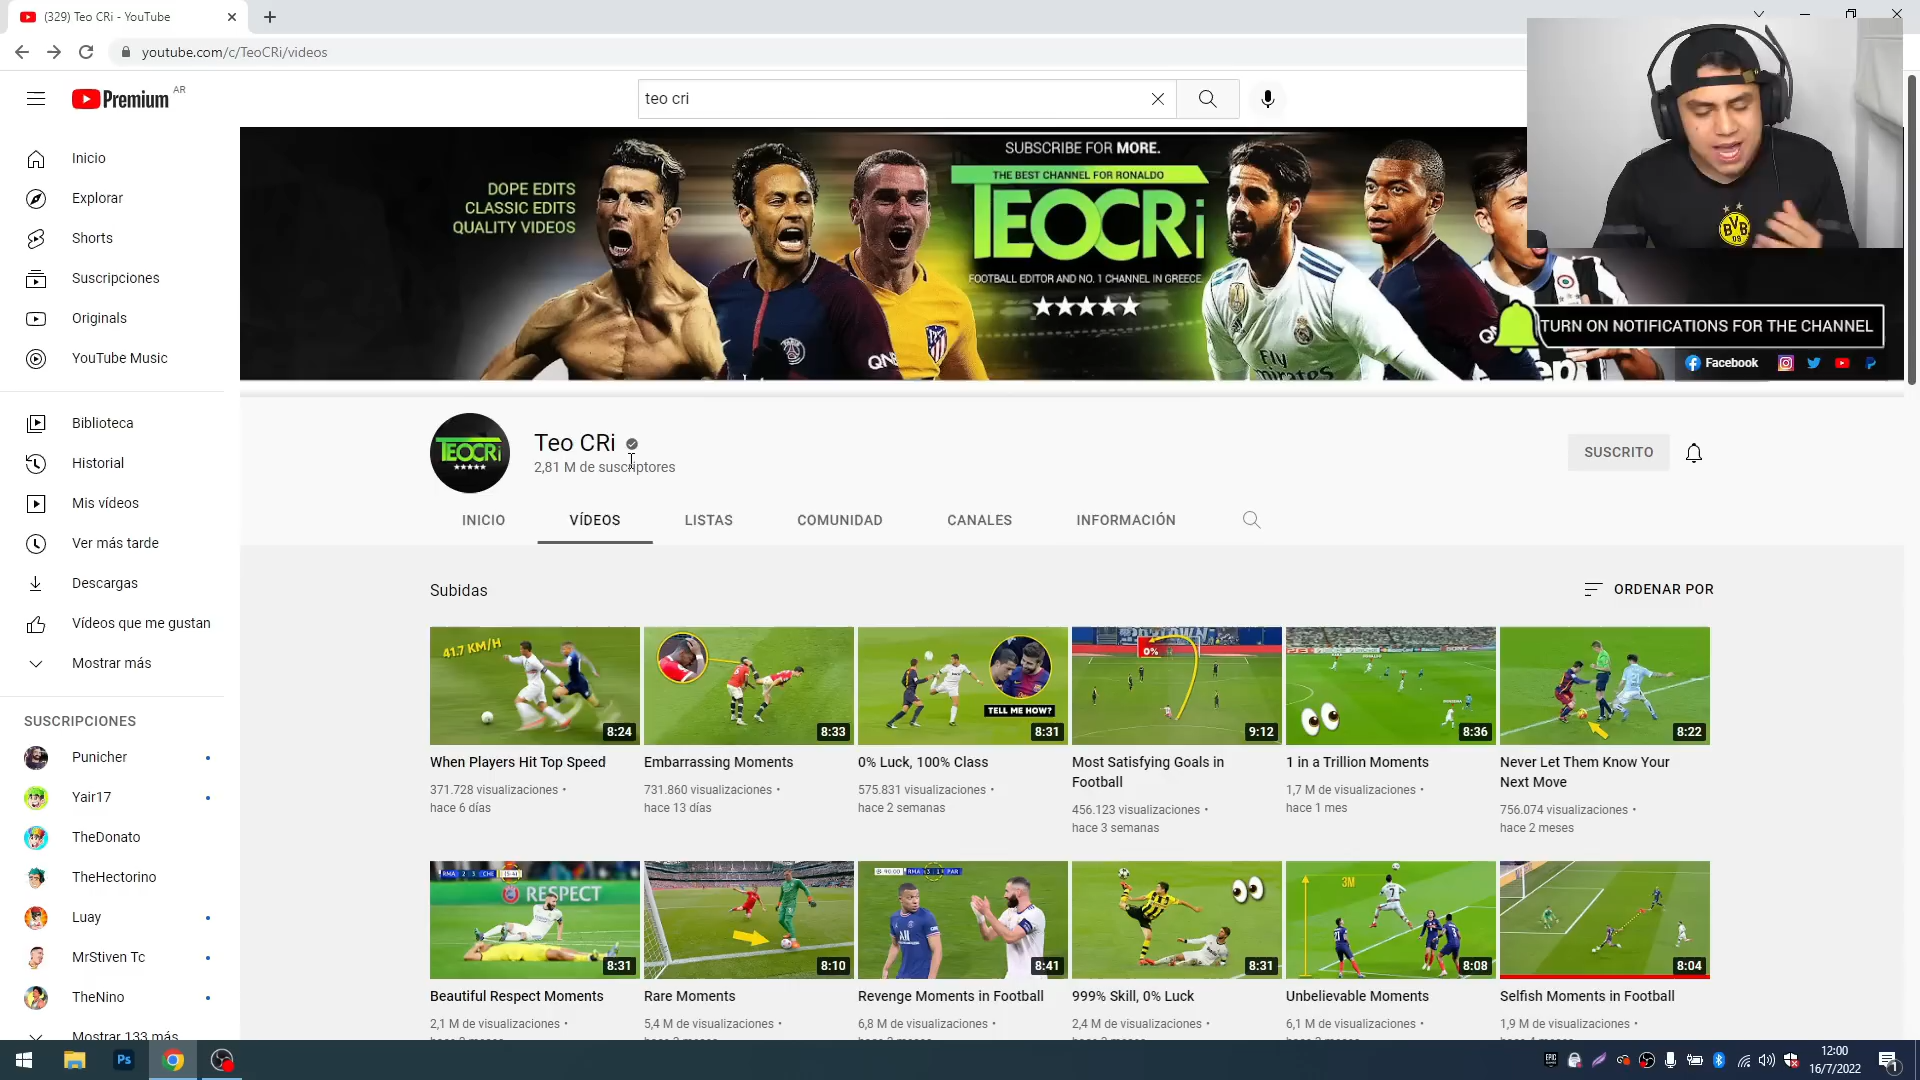 (329) Teo CRi - YouTube
youtube.com/c/TeoCRi/videos
Premium AR
teo cri
Inicio
Explorar
Shorts
Suscripciones
Originals
YouTube Music
Biblioteca
Historial
Mis vídeos
Ver más tarde
Descargas
Vídeos que me gustan
Mostrar más
SUSCRIPCIONES
Punicher
Yair17
TheDonato
TheHectorino
Luay
MrStiven Tc
TheNino
Mostrar 133 más
DOPE EDITS
CLASSIC EDITS
QUALITY VIDEOS
SUBSCRIBE FOR MORE.
THE BEST CHANNEL FOR RONALDO
TEOCRi
FOOTBALL EDITOR AND NO. 1 CHANNEL IN GREECE
Fly
Emirates
BVB
09
TURN ON NOTIFICATIONS FOR THE CHANNEL
Facebook
TEOCRi
Teo CRi
2,81 M de suscriptores
SUSCRITO
INICIO
VÍDEOS
LISTAS
COMUNIDAD
CANALES
INFORMACIÓN
Subidas
ORDENAR POR
41.7 KM/H
8:24
8:33
TELL ME HOW?
8:31
0%
9:12
8:36
8:22
When Players Hit Top Speed
371.728 visualizaciones •
hace 6 días
Embarrassing Moments
731.860 visualizaciones •
hace 13 días
0% Luck, 100% Class
575.831 visualizaciones •
hace 2 semanas
Most Satisfying Goals in
Football
456.123 visualizaciones •
hace 3 semanas
1 in a Trillion Moments
1,7 M de visualizaciones •
hace 1 mes
Never Let Them Know Your
Next Move
756.074 visualizaciones •
hace 2 meses
RESPECT
8:31
8:10
8:41
8:31
3M
8:08
8:04
Beautiful Respect Moments
2,1 M de visualizaciones •
Rare Moments
5,4 M de visualizaciones •
Revenge Moments in Football
6,8 M de visualizaciones •
999% Skill, 0% Luck
2,4 M de visualizaciones •
Unbelievable Moments
6,1 M de visualizaciones •
Selfish Moments in Football
1,9 M de visualizaciones •
Ps
12:00
16/7/2022
1